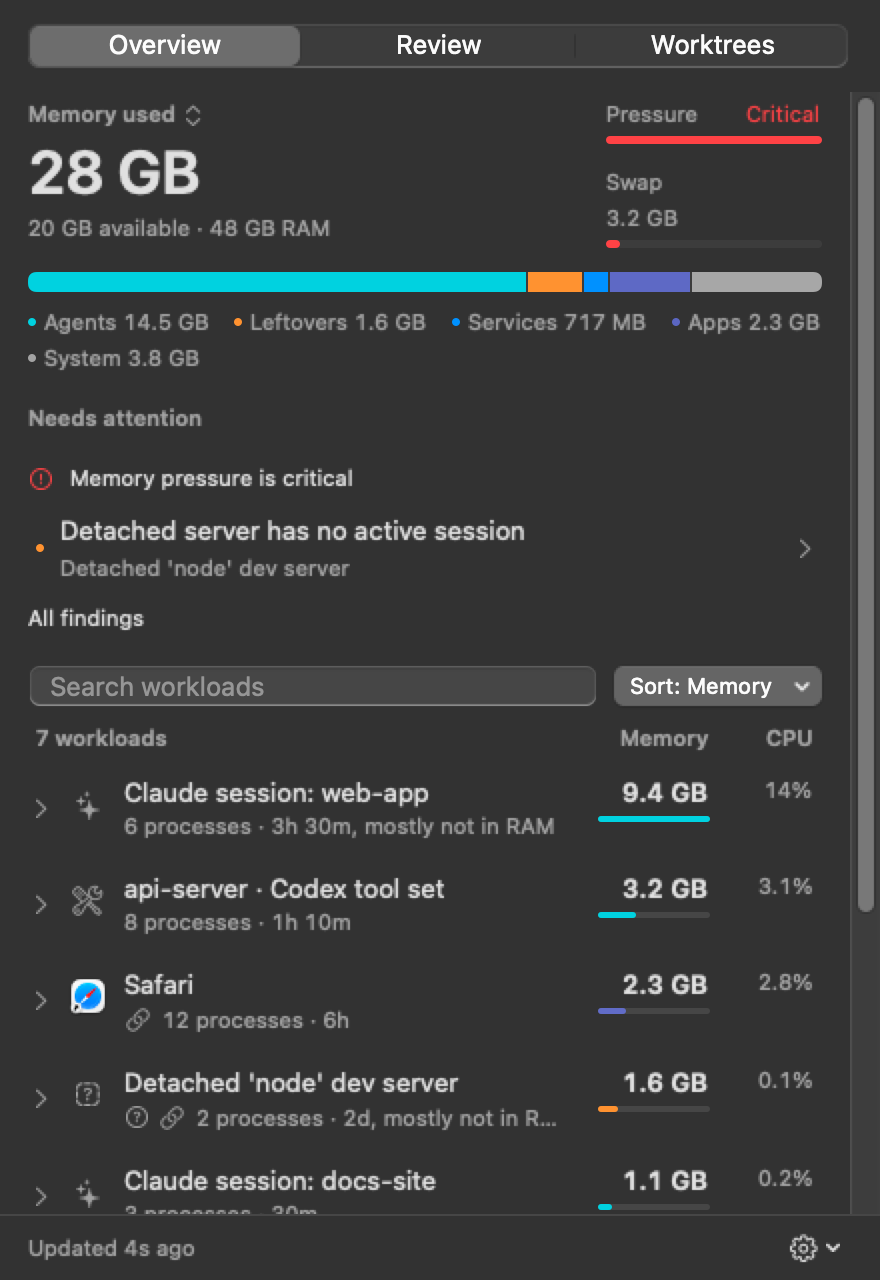 Overview Review Worktrees
Memory used
Pressure Critical
28 GB
Swap
20 GB available · 48 GB RAM
3.2 GB
Agents 14.5 GB Leftovers 1.6 GB Services 717 MB Apps 2.3 GB
System 3.8 GB
Needs attention
Memory pressure is critical
Detached server has no active session
Detached 'node' dev server
All findings
Search workloads Sort: Memory
7 workloads Memory CPU
Claude session: web-app 9.4 GB 14%
6 processes · 3h 30m, mostly not in RAM
api-server · Codex tool set 3.2 GB 3.1%
8 processes · 1h 10m
Safari 2.3 GB 2.8%
12 processes · 6h
Detached 'node' dev server 1.6 GB 0.1%
2 processes · 2d, mostly not in R...
Claude session: docs-site 1.1 GB 0.2%
3 processes · 30m
Updated 4s ago